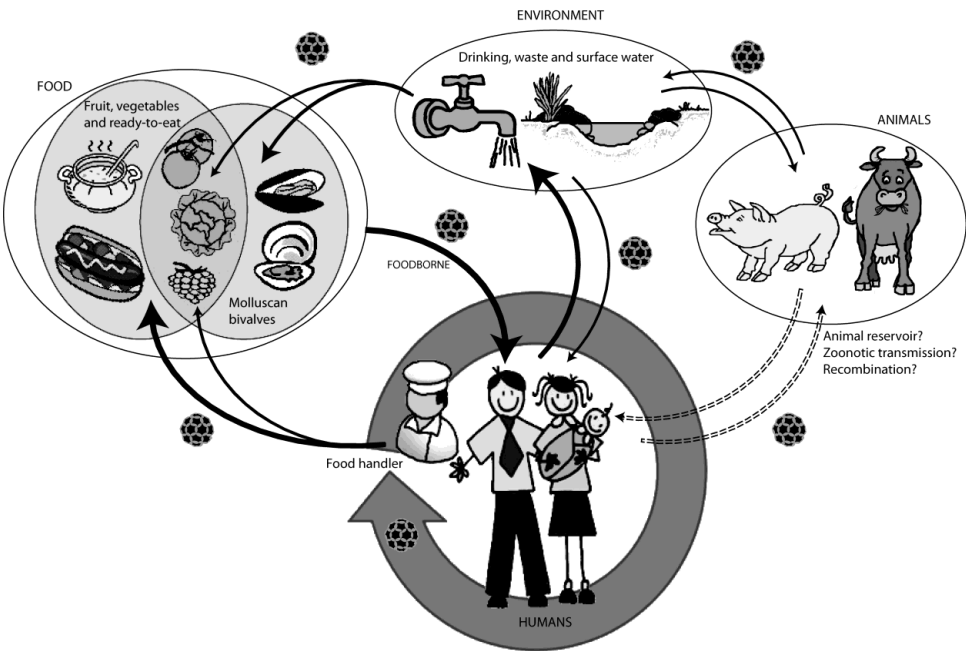 ENVIRONMENT
Drinking, waste and surface water
FOOD
Fruit, vegetables
and ready-to-eat
ANIMALS
FOODBORNE
Molluscan
bivalves
Animal reservoir?
Zoonotic transmission?
Recombination?
Food handler
HUMANS